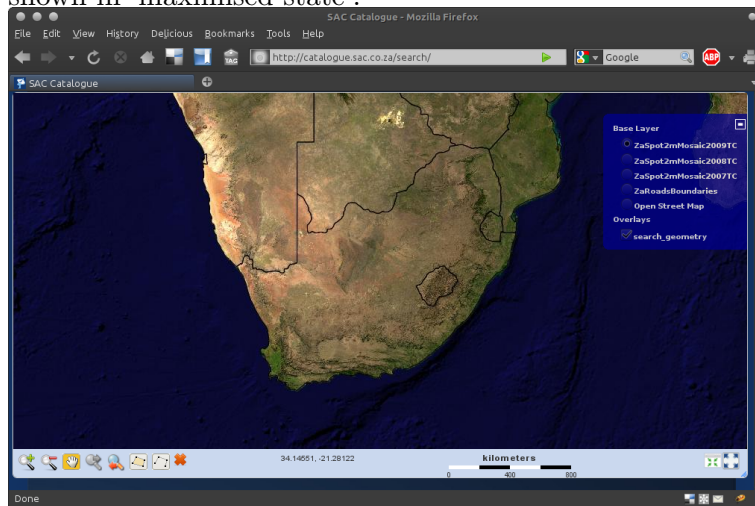 shown in 'maximised state'.
SAC Catalogue - Mozilla Firefox
File Edit View History Delicious Bookmarks Tools Help
TAG http://catalogue.sac.co.za/search/ Google ABP
SAC Catalogue
Base Layer
ZaSpot2mMosaic2009TC
ZaSpot2mMosaic2008TC
ZaSpot2mMosaic2007TC
ZaRoadsBoundaries
Open Street Map
Overlays
search_geometry
34.14551, -21.28122 kilometers
0 400 800
Done